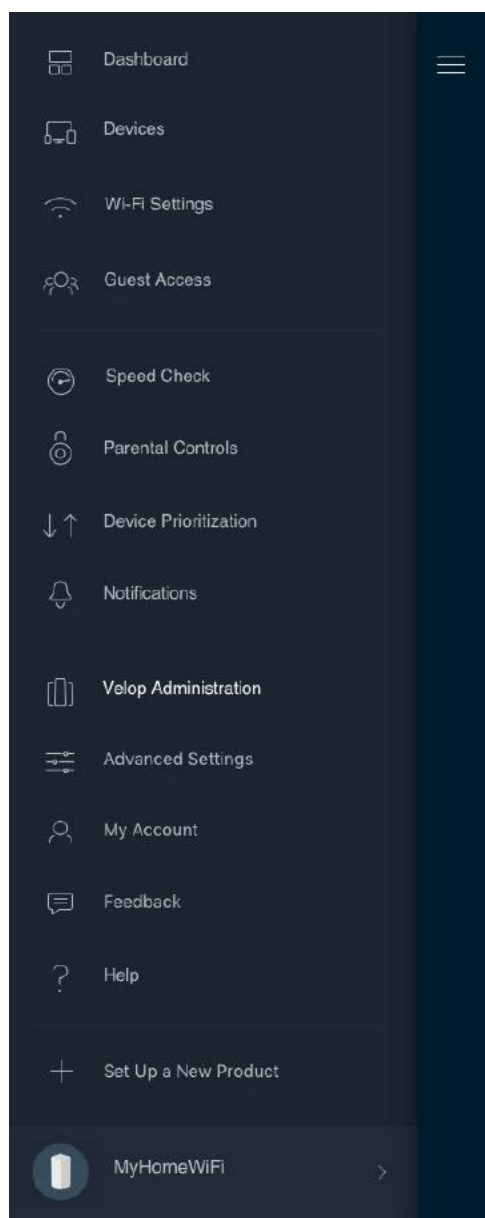 Dashboard
Devices
Wi-Fi Settings
Guest Access
Speed Check
Parental Controls
Device Prioritization
Notifications
Velop Administration
Advanced Settings
My Account
Feedback
Help
Set Up a New Product
MyHomeWiFi